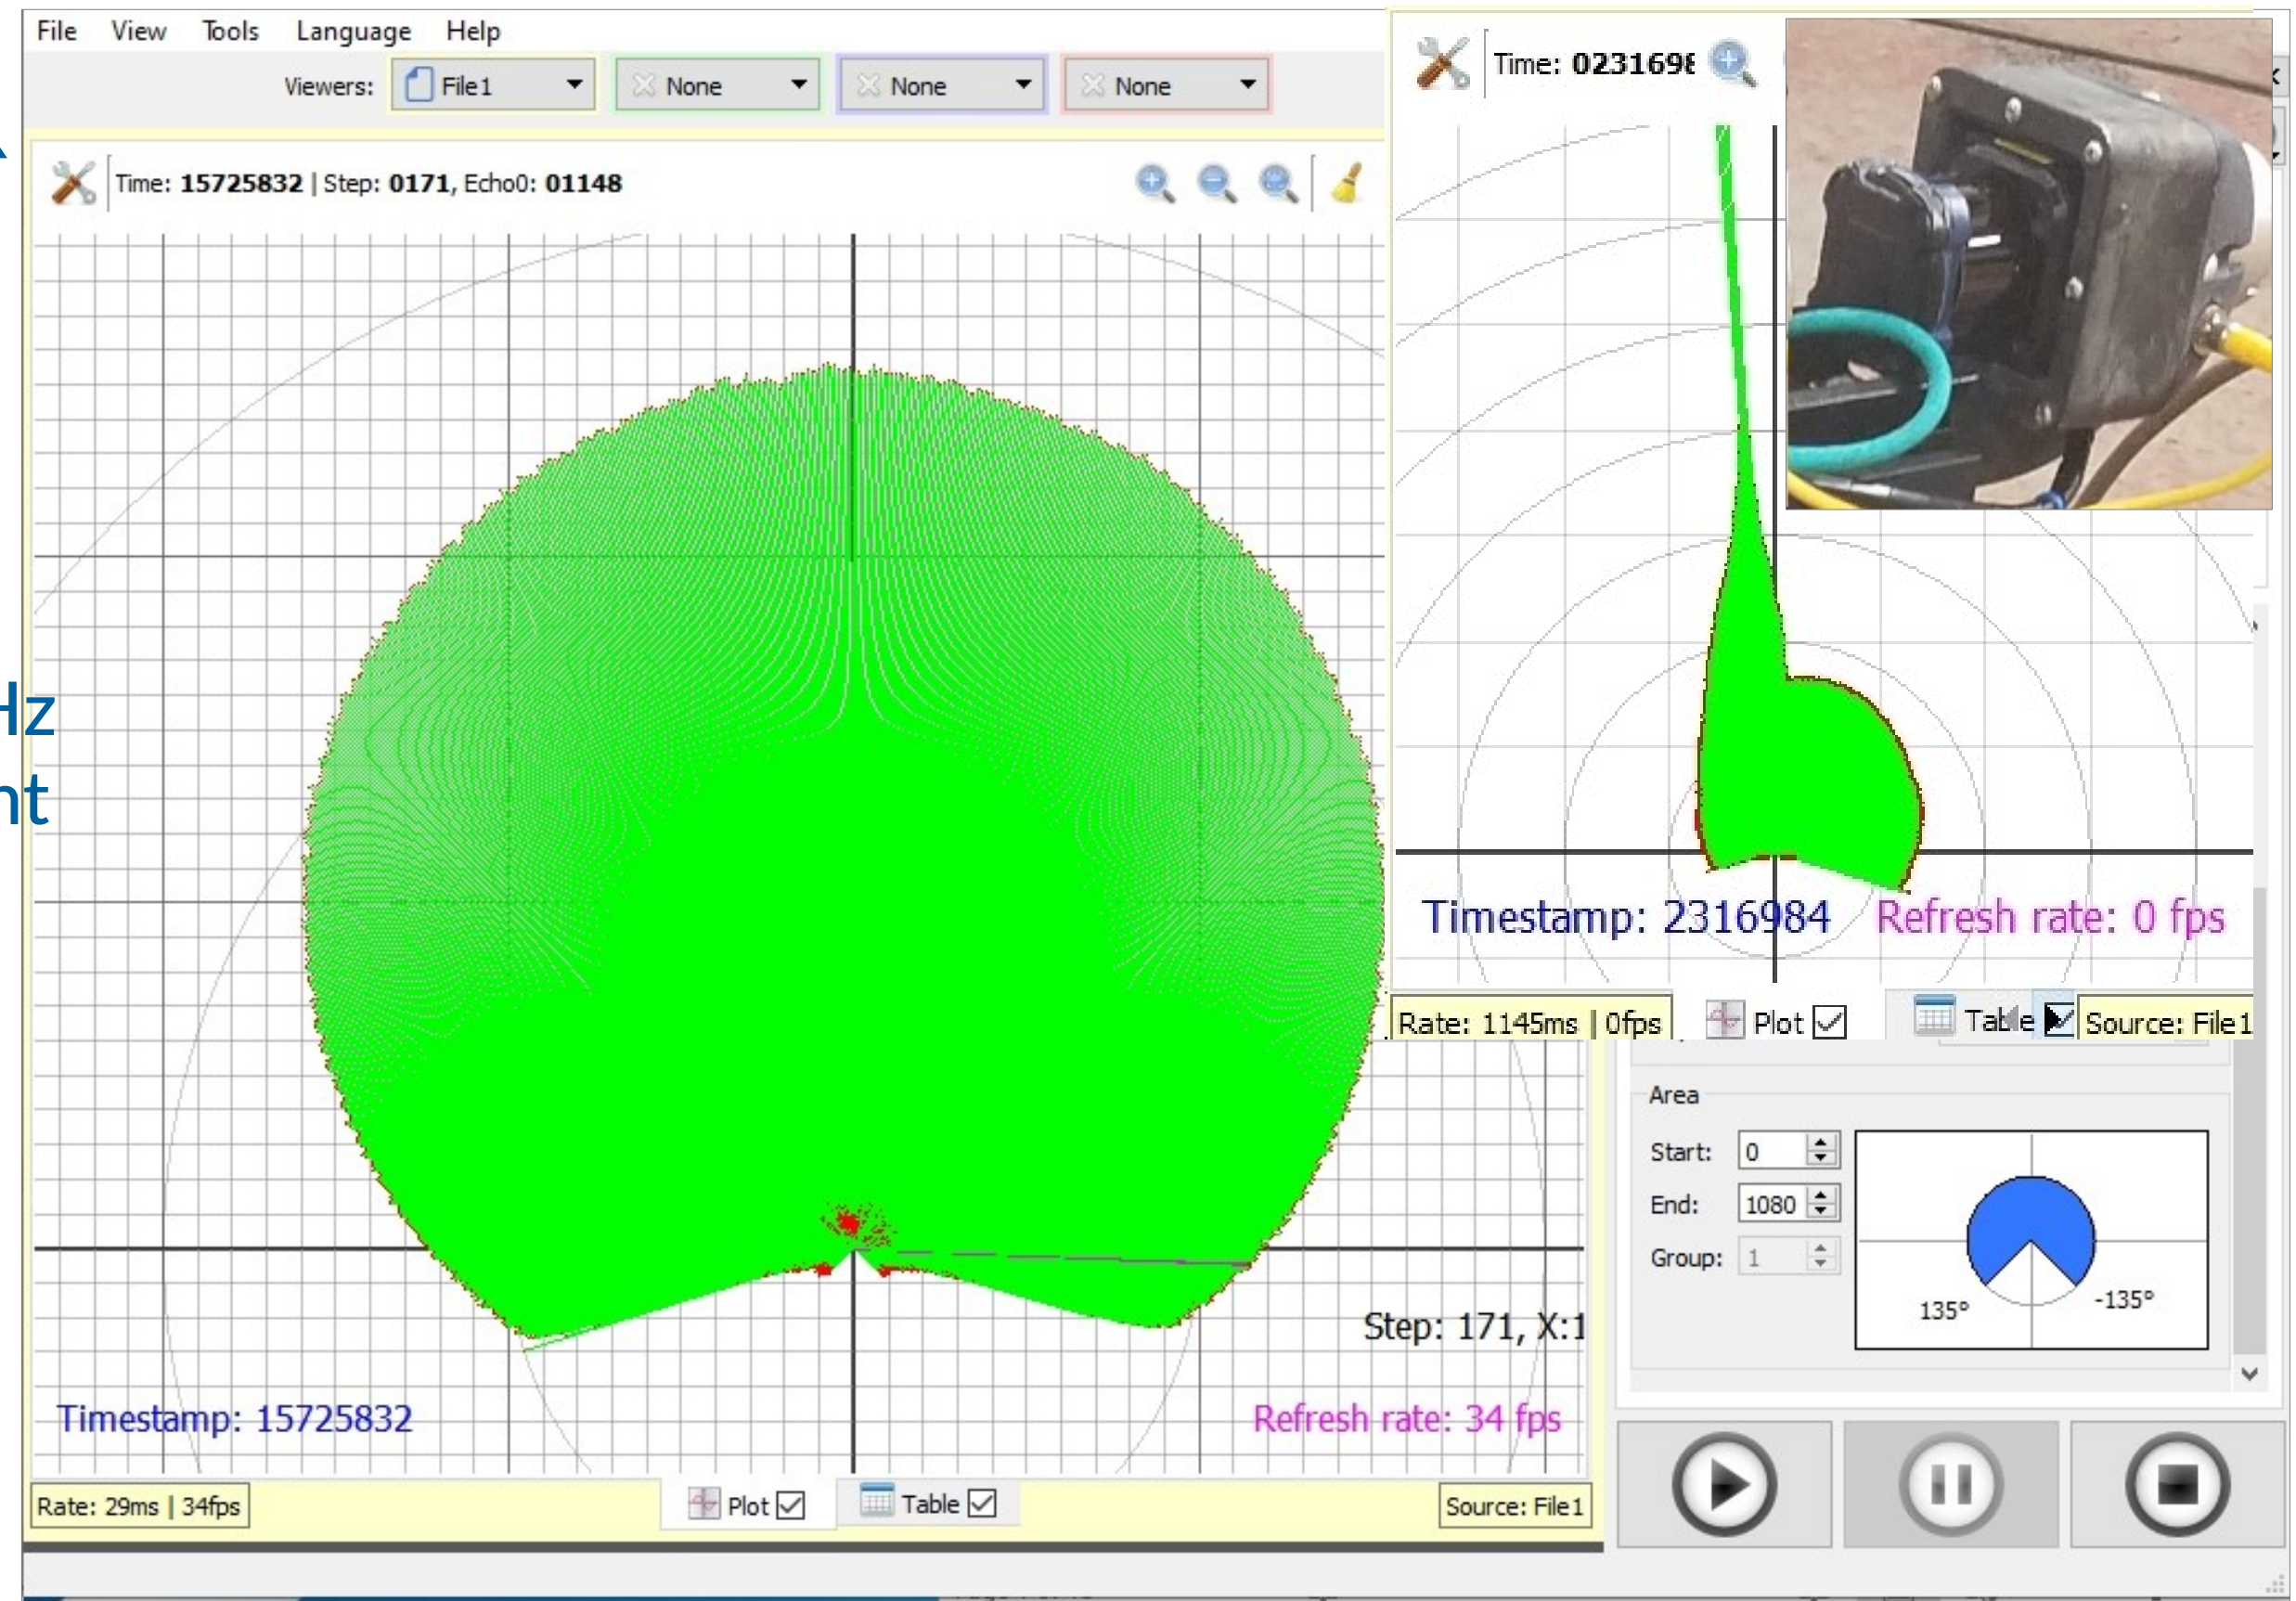 File View Tools Language Help
Viewers: File1 None None None
Time: 15725832 | Step: 0171, Echo0: 01148
Time: 0231698
Hz
nt
Timestamp: 2316984 Refresh rate: 0 fps
Rate: 1145ms | 0fps Plot Table Source: File1
Area
Start: 0
End: 1080
Group: 1
135° -135°
Step: 171, X:1
Timestamp: 15725832 Refresh rate: 34 fps
Rate: 29ms | 34fps Plot Table Source: File1